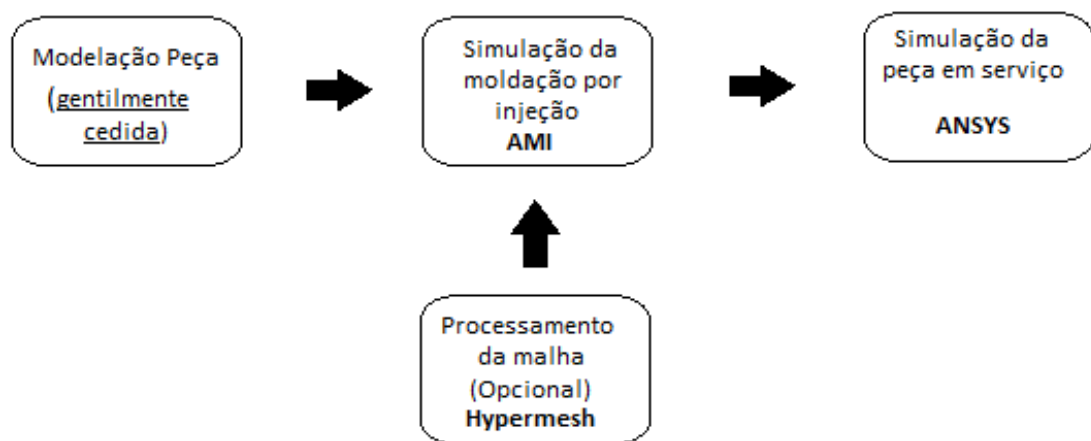 Modelação Peça
(gentilmente
cedida)
Simulação da
moldação por
injeção
AMI
Simulação da
peça em serviço
ANSYS
Processamento
da malha
(Opcional)
Hypermesh